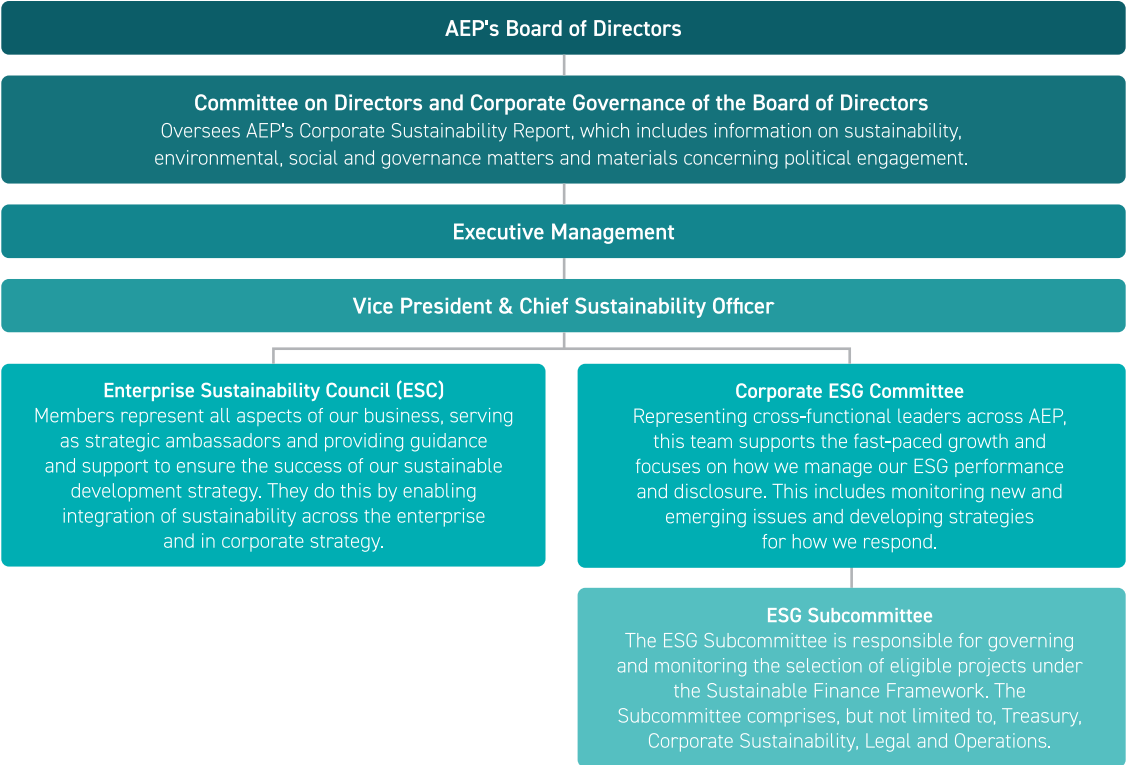 AEP's Board of Directors
Committee on Directors and Corporate Governance of the Board of Directors
Oversees AEP's Corporate Sustainability Report, which includes information on sustainability,
environmental, social and governance matters and materials concerning political engagement.
Executive Management
Vice President & Chief Sustainability Officer
Enterprise Sustainability Council (ESC)
Members represent all aspects of our business, serving
as strategic ambassadors and providing guidance
and support to ensure the success of our sustainable
development strategy. They do this by enabling
integration of sustainability across the enterprise
and in corporate strategy.
Corporate ESG Committee
Representing cross-functional leaders across AEP,
this team supports the fast-paced growth and
focuses on how we manage our ESG performance
and disclosure. This includes monitoring new and
emerging issues and developing strategies
for how we respond.
ESG Subcommittee
The ESG Subcommittee is responsible for governing
and monitoring the selection of eligible projects under
the Sustainable Finance Framework. The
Subcommittee comprises, but not limited to, Treasury,
Corporate Sustainability, Legal and Operations.